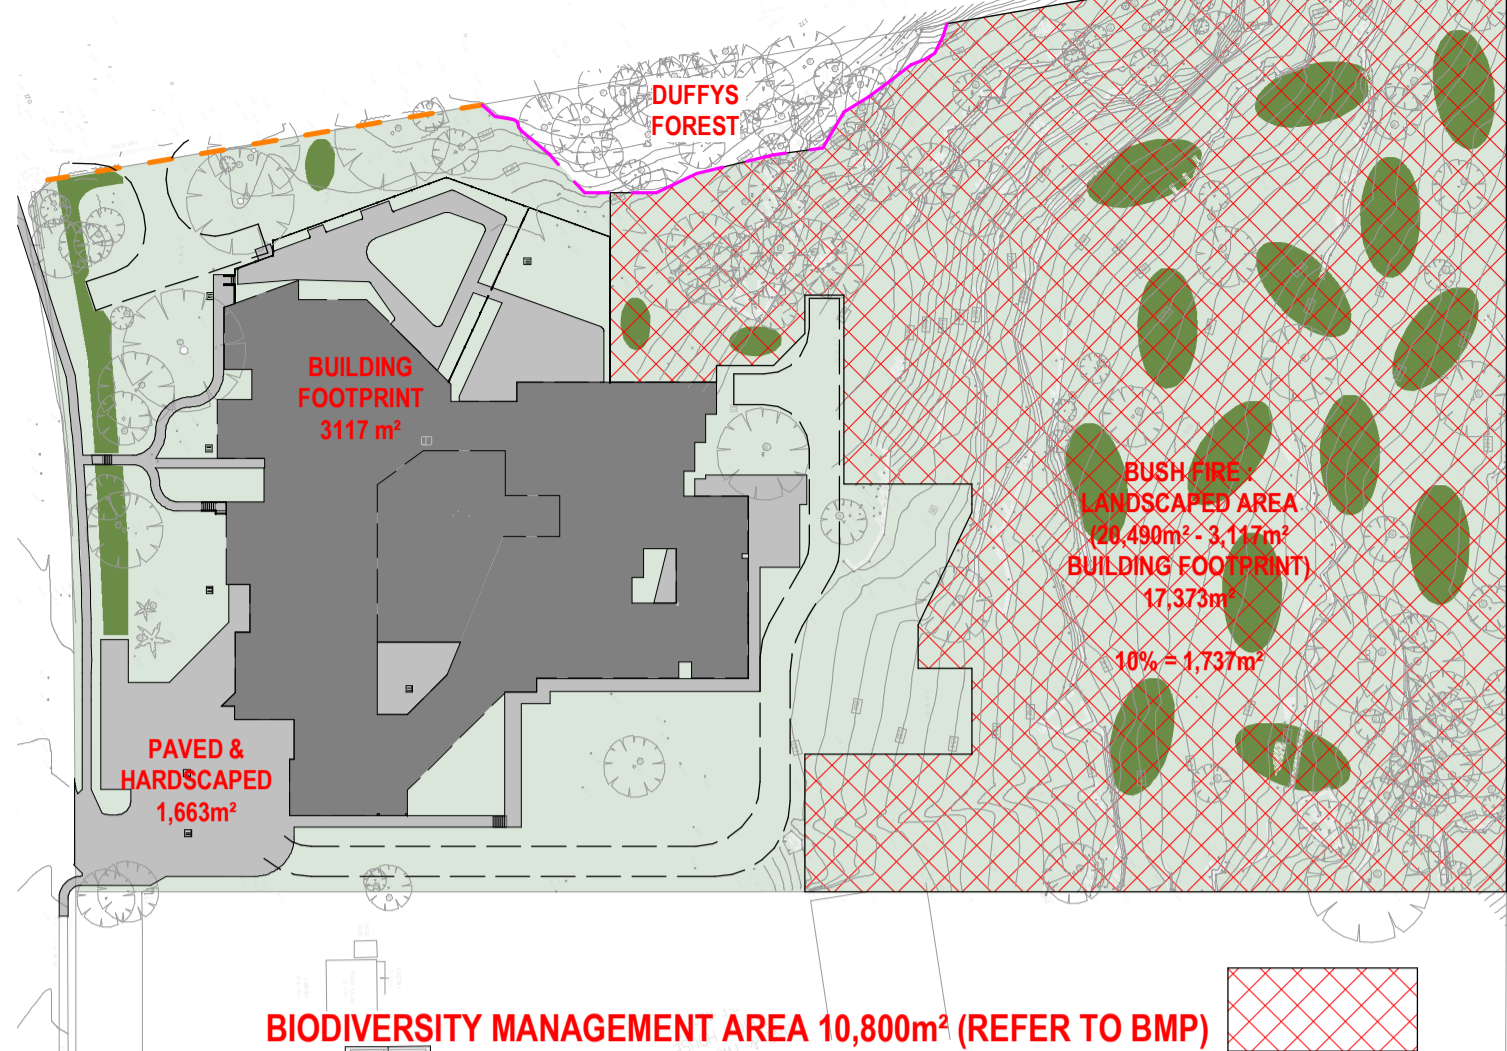 DUFFYS
FOREST
BUILDING
FOOTPRINT
3117 m²
BUSH FIRE :
LANDSCAPED AREA
(20,490m² - 3,117m²
BUILDING FOOTPRINT)
17,373m²
10% = 1,737m²
PAVED &
HARDSCAPED
1,663m²
BIODIVERSITY MANAGEMENT AREA 10,800m² (REFER TO BMP)